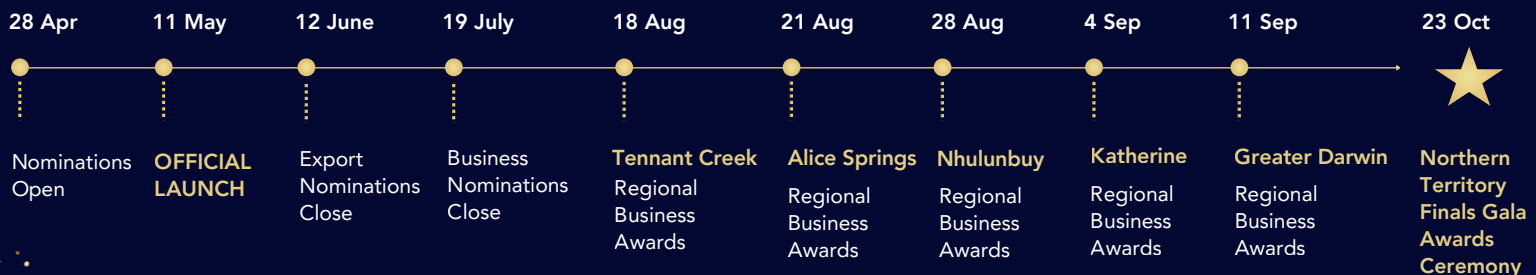 28 Apr
11 May
12 June
19 July
18 Aug
21 Aug
28 Aug
4 Sep
11 Sep
23 Oct
Nominations
Open
OFFICIAL
LAUNCH
Export
Nominations
Close
Business
Nominations
Close
Tennant Creek
Regional
Business
Awards
Alice Springs
Regional
Business
Awards
Nhulunbuy
Regional
Business
Awards
Katherine
Regional
Business
Awards
Greater Darwin
Regional
Business
Awards
Northern
Territory
Finals Gala
Awards
Ceremony